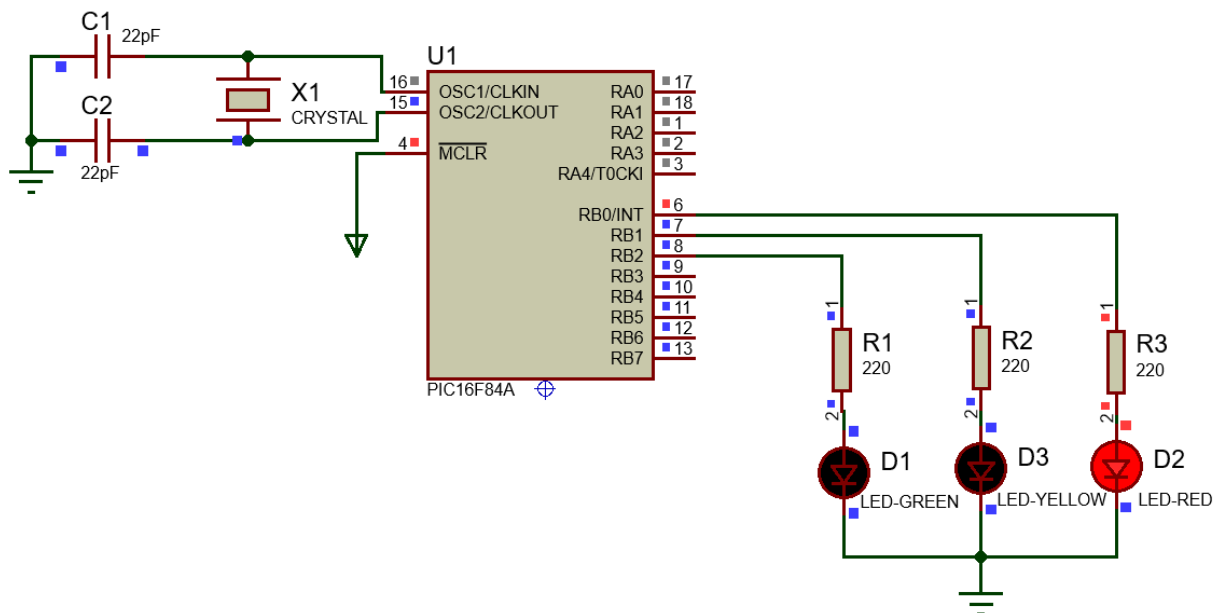 C1
22pF
C2
22pF
X1
CRYSTAL
U1
16
OSC1/CLKIN
15
OSC2/CLKOUT
4
MCLR
RA0
17
RA1
18
RA2
1
RA3
2
RA4/T0CKI
3
RB0/INT
6
RB1
7
RB2
8
RB3
9
RB4
10
RB5
11
RB6
12
RB7
13
PIC16F84A
1
R1
220
2
1
R2
220
2
1
R3
220
2
D1
LED-GREEN
D3
LED-YELLOW
D2
LED-RED